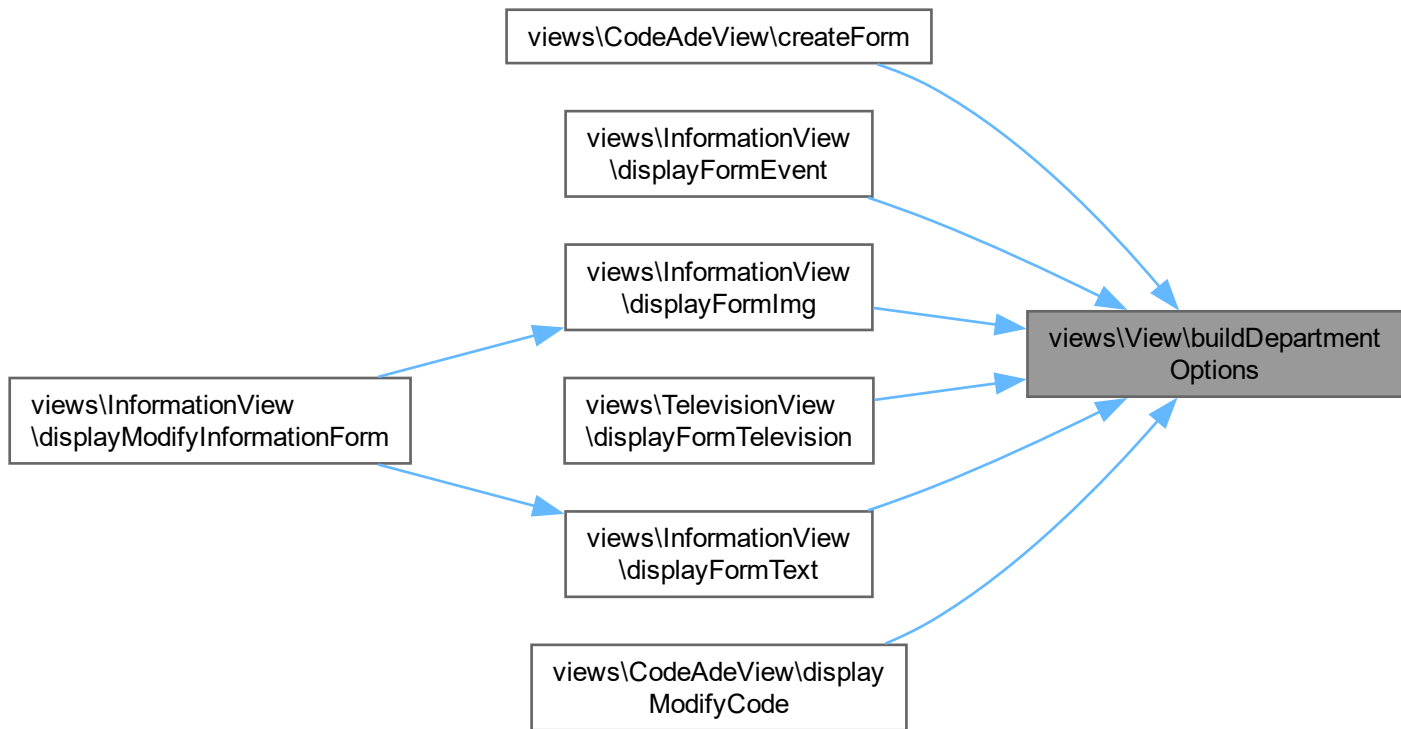 views\CodeAdeView\createForm
views\InformationView
\displayFormEvent
views\InformationView
\displayFormImg
views\View\buildDepartment
Options
views\InformationView
\displayModifyInformationForm
views\TelevisionView
\displayFormTelevision
views\InformationView
\displayFormText
views\CodeAdeView\display
ModifyCode